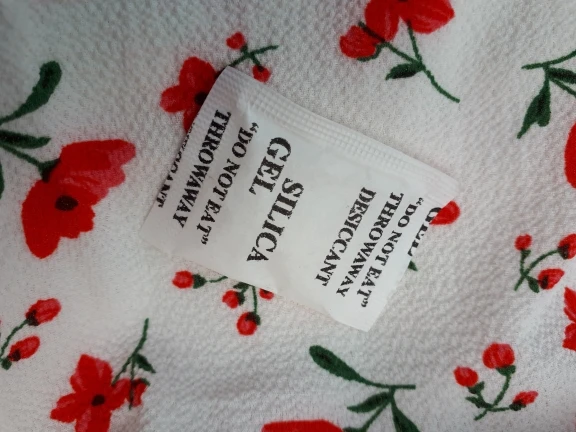 GEL
“DO NOT EAT”
THROWAWAY
DESICCANT
SILICA
GEL
“DO NOT EAT”
THROWAWAY